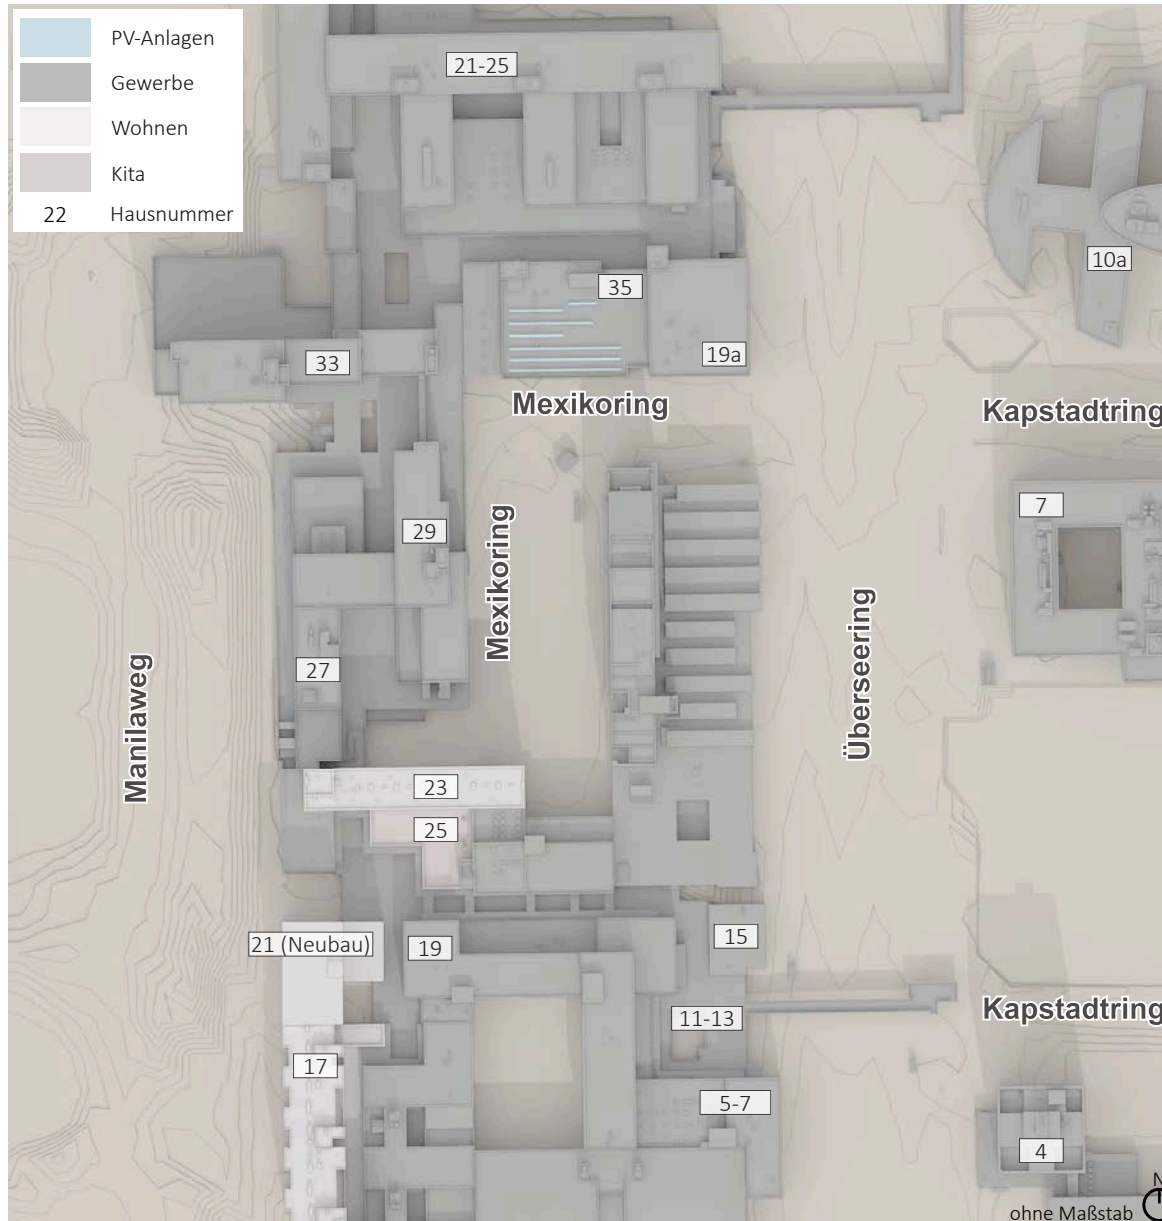 PV-Anlagen
Gewerbe
Wohnen
Kita
22 Hausnummer
21-25
10a
35
19a
33
Mexikoring
Kapstadtring
7
29
Mexikoring
27
Überseering
Manilaweg
23
25
21 (Neubau)
19
15
11-13
Kapstadtring
17
5-7
4
N
ohne Maßstab